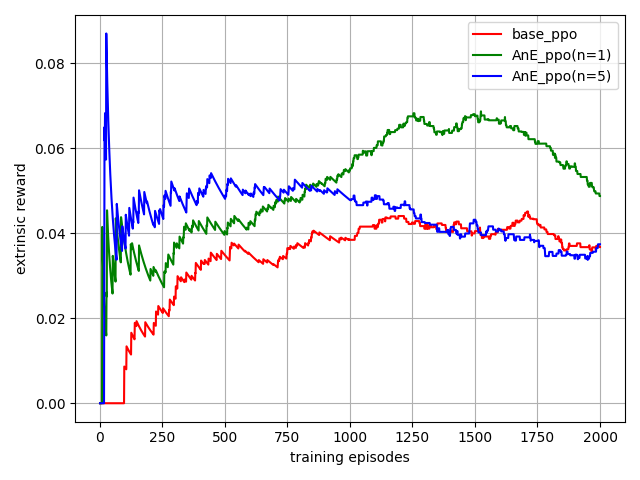 base_ppo
AnE_ppo(n=1)
AnE_ppo(n=5)
0.08
0.06
0.04
0.02
0.00
extrinsic reward
0 250 500 750 1000 1250 1500 1750 2000
training episodes